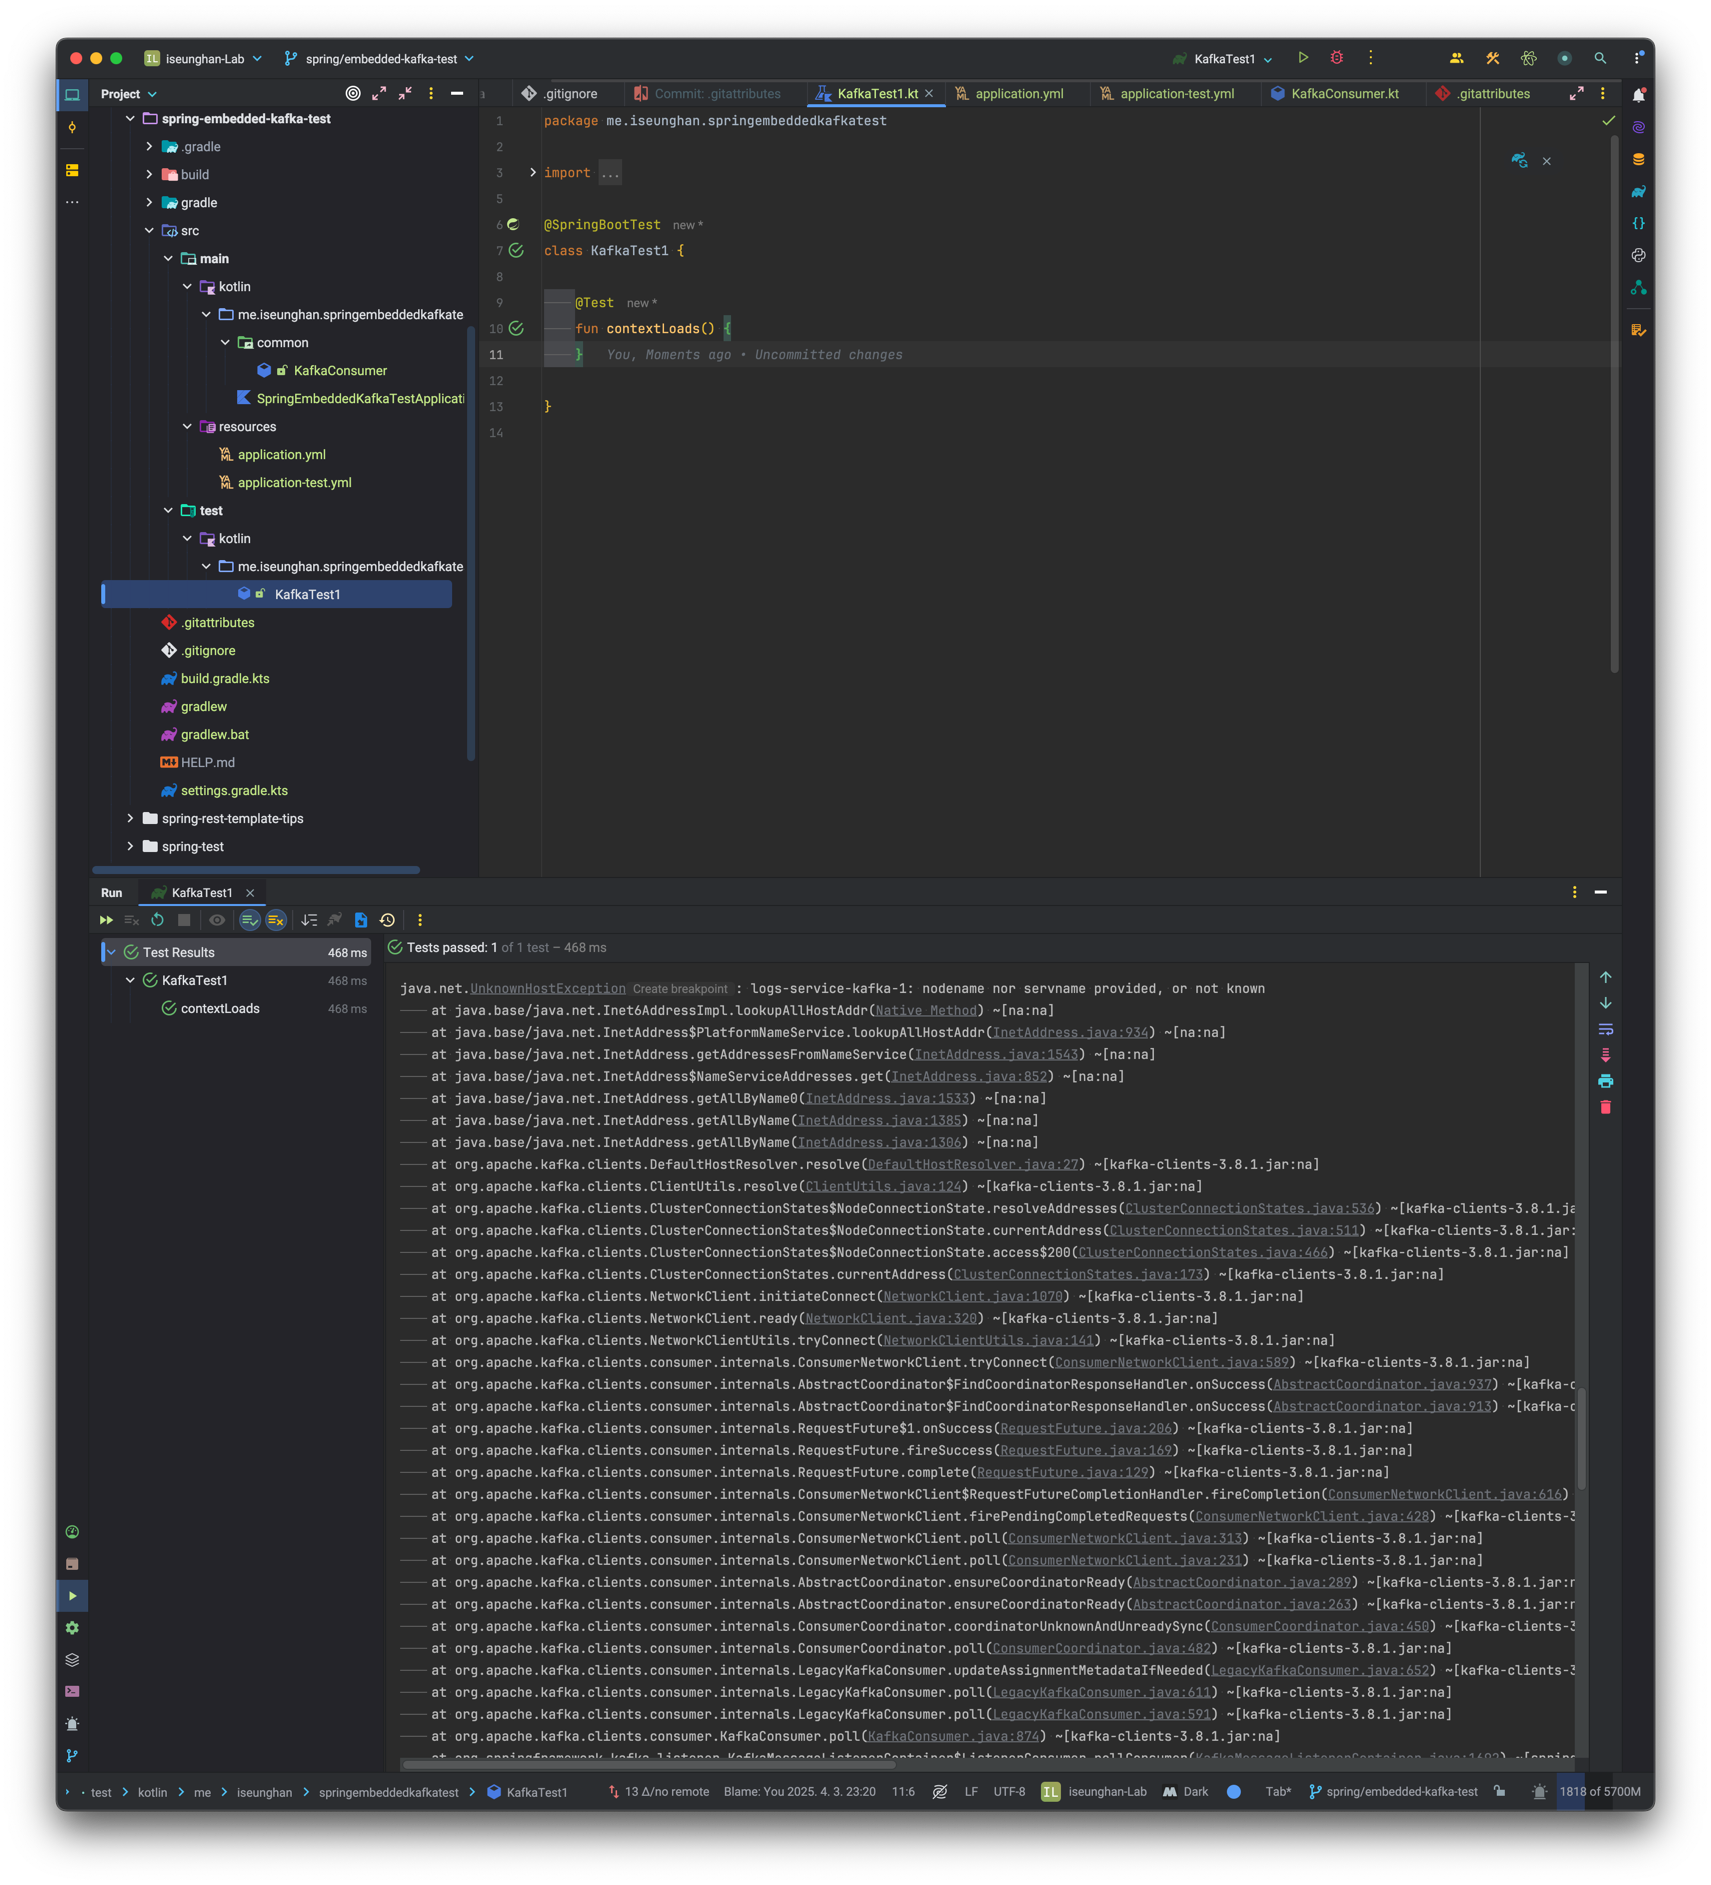 IL iseunghan-Lab
spring/embedded-kafka-test
KafkaTest1
Project
.gitignore
Commit: .gitattributes
KafkaTest1.kt
application.yml
application-test.yml
KafkaConsumer.kt
.gitattributes
spring-embedded-kafka-test
.gradle
build
gradle
src
main
kotlin
me.iseunghan.springembeddedkafkate
common
KafkaConsumer
SpringEmbeddedKafkaTestApplicati
resources
application.yml
application-test.yml
test
kotlin
me.iseunghan.springembeddedkafkate
KafkaTest1
.gitattributes
.gitignore
build.gradle.kts
gradlew
gradlew.bat
HELP.md
settings.gradle.kts
spring-rest-template-tips
spring-test
1 package me.iseunghan.springembeddedkafkatest
2
3 import ...
5
6 @SpringBootTest new *
7 class KafkaTest1 {
8
9 @Test new *
10 fun contextLoads() {
11 } You, Moments ago • Uncommitted changes
12
13 }
14
Run KafkaTest1
Test Results 468 ms
KafkaTest1 468 ms
contextLoads 468 ms
Tests passed: 1 of 1 test – 468 ms
java.net.UnknownHostException Create breakpoint : logs-service-kafka-1: nodename nor servname provided, or not known
at java.base/java.net.Inet6AddressImpl.lookupAllHostAddr(Native Method) ~[na:na]
at java.base/java.net.InetAddress$PlatformNameService.lookupAllHostAddr(InetAddress.java:934) ~[na:na]
at java.base/java.net.InetAddress.getAddressesFromNameService(InetAddress.java:1543) ~[na:na]
at java.base/java.net.InetAddress$NameServiceAddresses.get(InetAddress.java:852) ~[na:na]
at java.base/java.net.InetAddress.getAllByName0(InetAddress.java:1533) ~[na:na]
at java.base/java.net.InetAddress.getAllByName(InetAddress.java:1385) ~[na:na]
at java.base/java.net.InetAddress.getAllByName(InetAddress.java:1306) ~[na:na]
at org.apache.kafka.clients.DefaultHostResolver.resolve(DefaultHostResolver.java:27) ~[kafka-clients-3.8.1.jar:na]
at org.apache.kafka.clients.ClientUtils.resolve(ClientUtils.java:124) ~[kafka-clients-3.8.1.jar:na]
at org.apache.kafka.clients.ClusterConnectionStates$NodeConnectionState.resolveAddresses(ClusterConnectionStates.java:536) ~[kafka-clients-3.8.1.ja
at org.apache.kafka.clients.ClusterConnectionStates$NodeConnectionState.currentAddress(ClusterConnectionStates.java:511) ~[kafka-clients-3.8.1.jar:
at org.apache.kafka.clients.ClusterConnectionStates$NodeConnectionState.access$200(ClusterConnectionStates.java:466) ~[kafka-clients-3.8.1.jar:na]
at org.apache.kafka.clients.ClusterConnectionStates.currentAddress(ClusterConnectionStates.java:173) ~[kafka-clients-3.8.1.jar:na]
at org.apache.kafka.clients.NetworkClient.initiateConnect(NetworkClient.java:1070) ~[kafka-clients-3.8.1.jar:na]
at org.apache.kafka.clients.NetworkClient.ready(NetworkClient.java:320) ~[kafka-clients-3.8.1.jar:na]
at org.apache.kafka.clients.NetworkClientUtils.tryConnect(NetworkClientUtils.java:141) ~[kafka-clients-3.8.1.jar:na]
at org.apache.kafka.clients.consumer.internals.ConsumerNetworkClient.tryConnect(ConsumerNetworkClient.java:589) ~[kafka-clients-3.8.1.jar:na]
at org.apache.kafka.clients.consumer.internals.AbstractCoordinator$FindCoordinatorResponseHandler.onSuccess(AbstractCoordinator.java:937) ~[kafka-c
at org.apache.kafka.clients.consumer.internals.AbstractCoordinator$FindCoordinatorResponseHandler.onSuccess(AbstractCoordinator.java:913) ~[kafka-c
at org.apache.kafka.clients.consumer.internals.RequestFuture$1.onSuccess(RequestFuture.java:206) ~[kafka-clients-3.8.1.jar:na]
at org.apache.kafka.clients.consumer.internals.RequestFuture.fireSuccess(RequestFuture.java:169) ~[kafka-clients-3.8.1.jar:na]
at org.apache.kafka.clients.consumer.internals.RequestFuture.complete(RequestFuture.java:129) ~[kafka-clients-3.8.1.jar:na]
at org.apache.kafka.clients.consumer.internals.ConsumerNetworkClient$RequestFutureCompletionHandler.fireCompletion(ConsumerNetworkClient.java:616)
at org.apache.kafka.clients.consumer.internals.ConsumerNetworkClient.firePendingCompletedRequests(ConsumerNetworkClient.java:428) ~[kafka-clients-3
at org.apache.kafka.clients.consumer.internals.ConsumerNetworkClient.poll(ConsumerNetworkClient.java:313) ~[kafka-clients-3.8.1.jar:na]
at org.apache.kafka.clients.consumer.internals.ConsumerNetworkClient.poll(ConsumerNetworkClient.java:231) ~[kafka-clients-3.8.1.jar:na]
at org.apache.kafka.clients.consumer.internals.AbstractCoordinator.ensureCoordinatorReady(AbstractCoordinator.java:289) ~[kafka-clients-3.8.1.jar:n
at org.apache.kafka.clients.consumer.internals.AbstractCoordinator.ensureCoordinatorReady(AbstractCoordinator.java:263) ~[kafka-clients-3.8.1.jar:n
at org.apache.kafka.clients.consumer.internals.ConsumerCoordinator.coordinatorUnknownAndUnreadySync(ConsumerCoordinator.java:450) ~[kafka-clients-3
at org.apache.kafka.clients.consumer.internals.ConsumerCoordinator.poll(ConsumerCoordinator.java:482) ~[kafka-clients-3.8.1.jar:na]
at org.apache.kafka.clients.consumer.internals.LegacyKafkaConsumer.updateAssignmentMetadataIfNeeded(LegacyKafkaConsumer.java:652) ~[kafka-clients-3
at org.apache.kafka.clients.consumer.internals.LegacyKafkaConsumer.poll(LegacyKafkaConsumer.java:611) ~[kafka-clients-3.8.1.jar:na]
at org.apache.kafka.clients.consumer.internals.LegacyKafkaConsumer.poll(LegacyKafkaConsumer.java:591) ~[kafka-clients-3.8.1.jar:na]
at org.apache.kafka.clients.consumer.KafkaConsumer.poll(KafkaConsumer.java:874) ~[kafka-clients-3.8.1.jar:na]
test > kotlin > me > iseunghan > springembeddedkafkatest > KafkaTest1
13 Δ/no remote
Blame: You 2025. 4. 3. 23:20
11:6
LF
UTF-8
IL iseunghan-Lab
Dark
Tab*
spring/embedded-kafka-test
1818 of 5700M